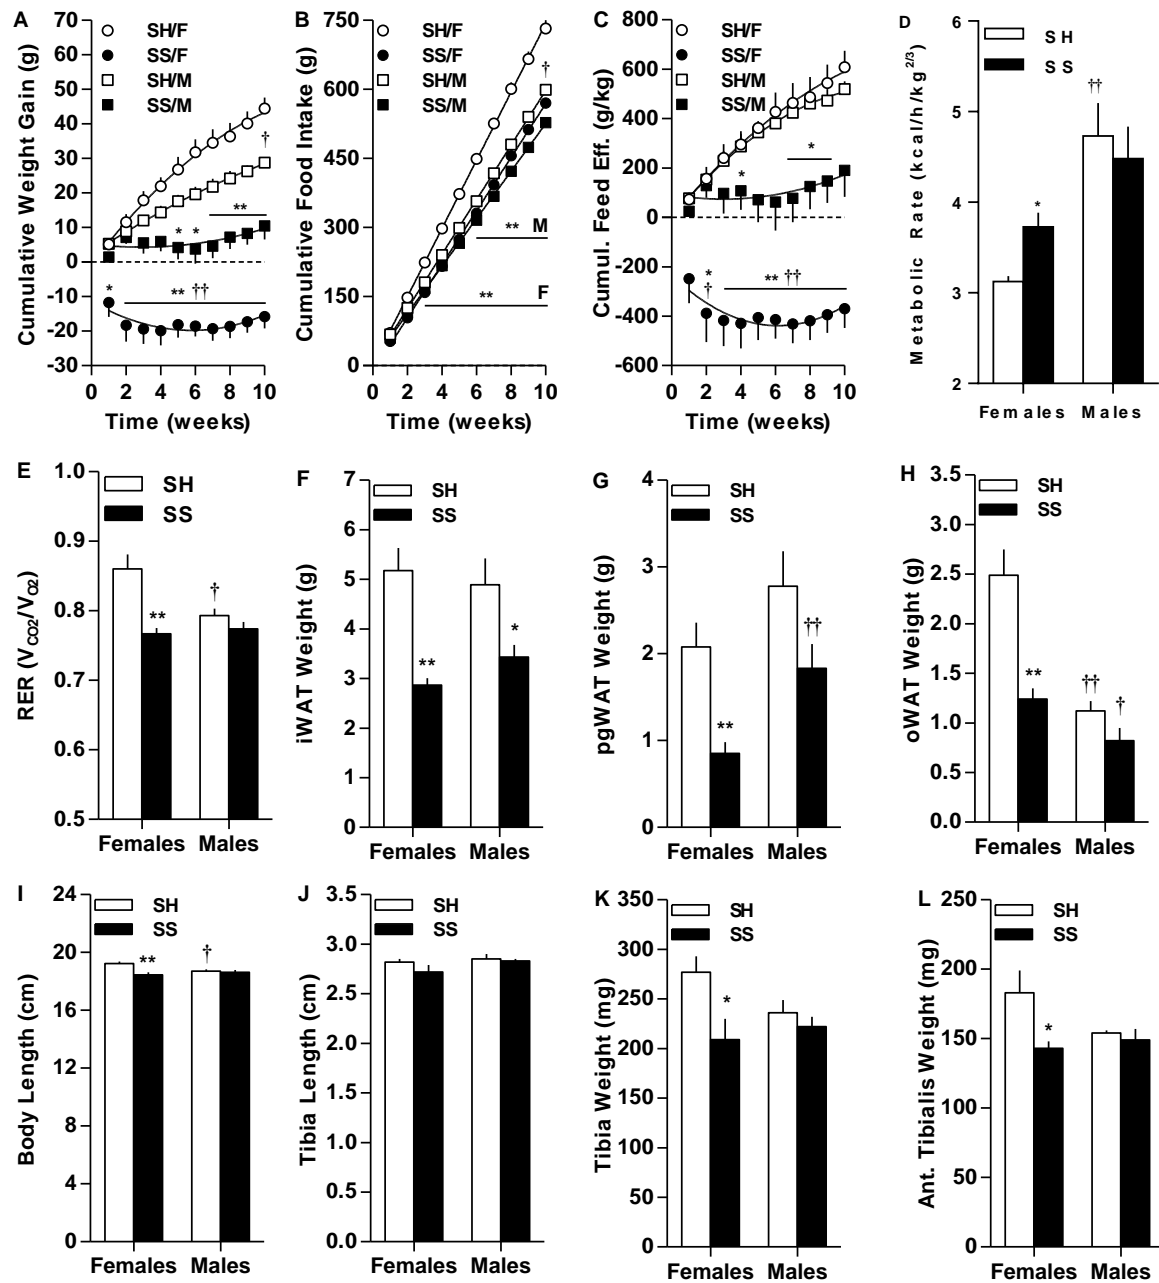 A
Cumulative Weight Gain (g)
70
60
50
40
30
20
10
0
-10
-20
-30
SH/F
SS/F
SH/M
SS/M
†
**
* *
*
** ††
0 2 4 6 8 10
Time (weeks)
B
Cumulative Food Intake (g)
750
600
450
300
150
0
SH/F
SS/F
SH/M
SS/M
†
** M
** F
0 2 4 6 8 10
Time (weeks)
C
Cumul. Feed Eff. (g/kg)
800
600
400
200
0
-200
-400
-600
SH/F
SS/F
SH/M
SS/M
*
*
*
†
** ††
0 2 4 6 8 10
Time (weeks)
D
Metabolic Rate (kcal/h/kg2/3)
6
5
4
3
2
SH
SS
††
*
Females Males
E
RER (VCO2/VO2)
1.0
0.9
0.8
0.7
0.6
0.5
SH
SS
**
†
Females Males
F
iWAT Weight (g)
7
6
5
4
3
2
1
0
SH
SS
**
*
Females Males
G
pgWAT Weight (g)
4
3
2
1
0
SH
SS
**
††
Females Males
H
oWAT Weight (g)
3.5
3.0
2.5
2.0
1.5
1.0
0.5
0.0
SH
SS
**
††
†
Females Males
I
Body Length (cm)
24
20
16
12
8
4
0
SH
SS
**
†
Females Males
J
Tibia Length (cm)
3.5
3.0
2.5
2.0
1.5
1.0
0.5
0.0
SH
SS
Females Males
K
Tibia Weight (mg)
350
300
250
200
150
100
50
0
SH
SS
*
Females Males
L
Ant. Tibialis Weight (mg)
250
200
150
100
50
0
SH
SS
*
Females Males